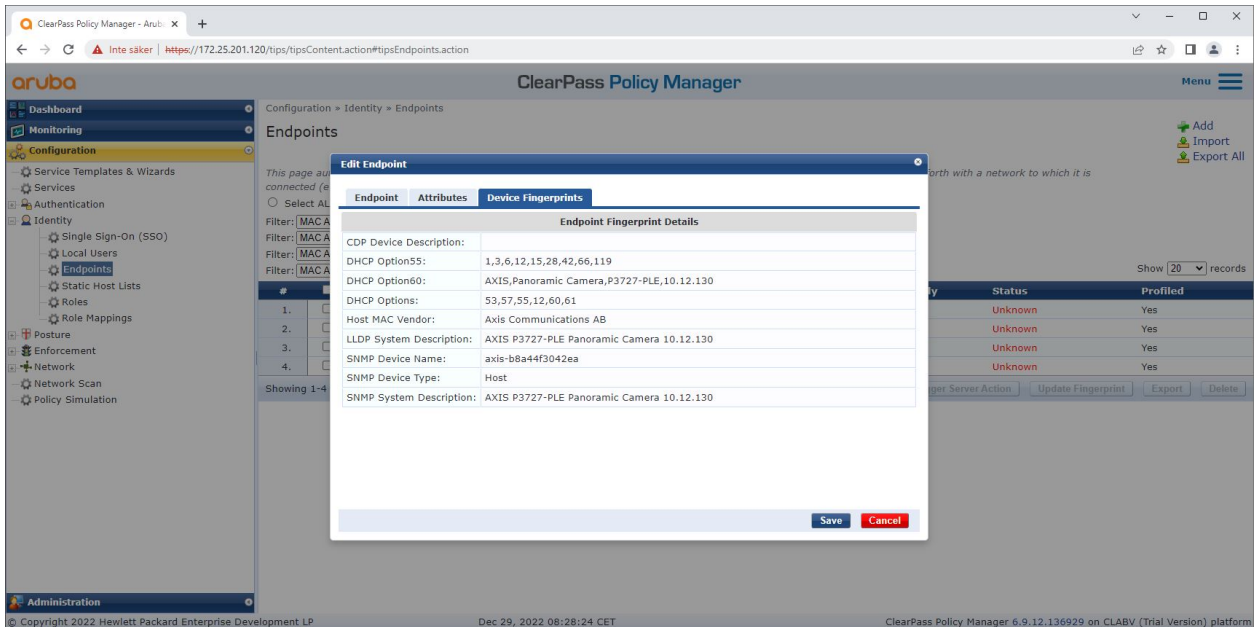 ClearPass Policy Manager - Arub
Inte säker | https://172.25.201.120/tips/tipsContent.action#tipsEndpoints.action
aruba
ClearPass Policy Manager
Menu
Dashboard
Monitoring
Configuration
Service Templates & Wizards
Services
Authentication
Identity
Single Sign-On (SSO)
Local Users
Endpoints
Static Host Lists
Roles
Role Mappings
Posture
Enforcement
Network
Network Scan
Policy Simulation
Administration
Configuration » Identity » Endpoints
Endpoints
Add
Import
Export All
This page au
orth with a network to which it is
connected (e
Select AL
Filter: MAC A
Filter: MAC A
Filter: MAC A
Filter: MAC A
Show 20 records
# y Status Profiled
1. Unknown Yes
2. Unknown Yes
3. Unknown Yes
4. Unknown Yes
Showing 1-4
ger Server Action Update Fingerprint Export Delete
Edit Endpoint
Endpoint Attributes Device Fingerprints
Endpoint Fingerprint Details
CDP Device Description:
DHCP Option55: 1,3,6,12,15,28,42,66,119
DHCP Option60: AXIS,Panoramic Camera,P3727-PLE,10.12.130
DHCP Options: 53,57,55,12,60,61
Host MAC Vendor: Axis Communications AB
LLDP System Description: AXIS P3727-PLE Panoramic Camera 10.12.130
SNMP Device Name: axis-b8a44f3042ea
SNMP Device Type: Host
SNMP System Description: AXIS P3727-PLE Panoramic Camera 10.12.130
Save Cancel
© Copyright 2022 Hewlett Packard Enterprise Development LP
Dec 29, 2022 08:28:24 CET
ClearPass Policy Manager 6.9.12.136929 on CLABV (Trial Version) platform